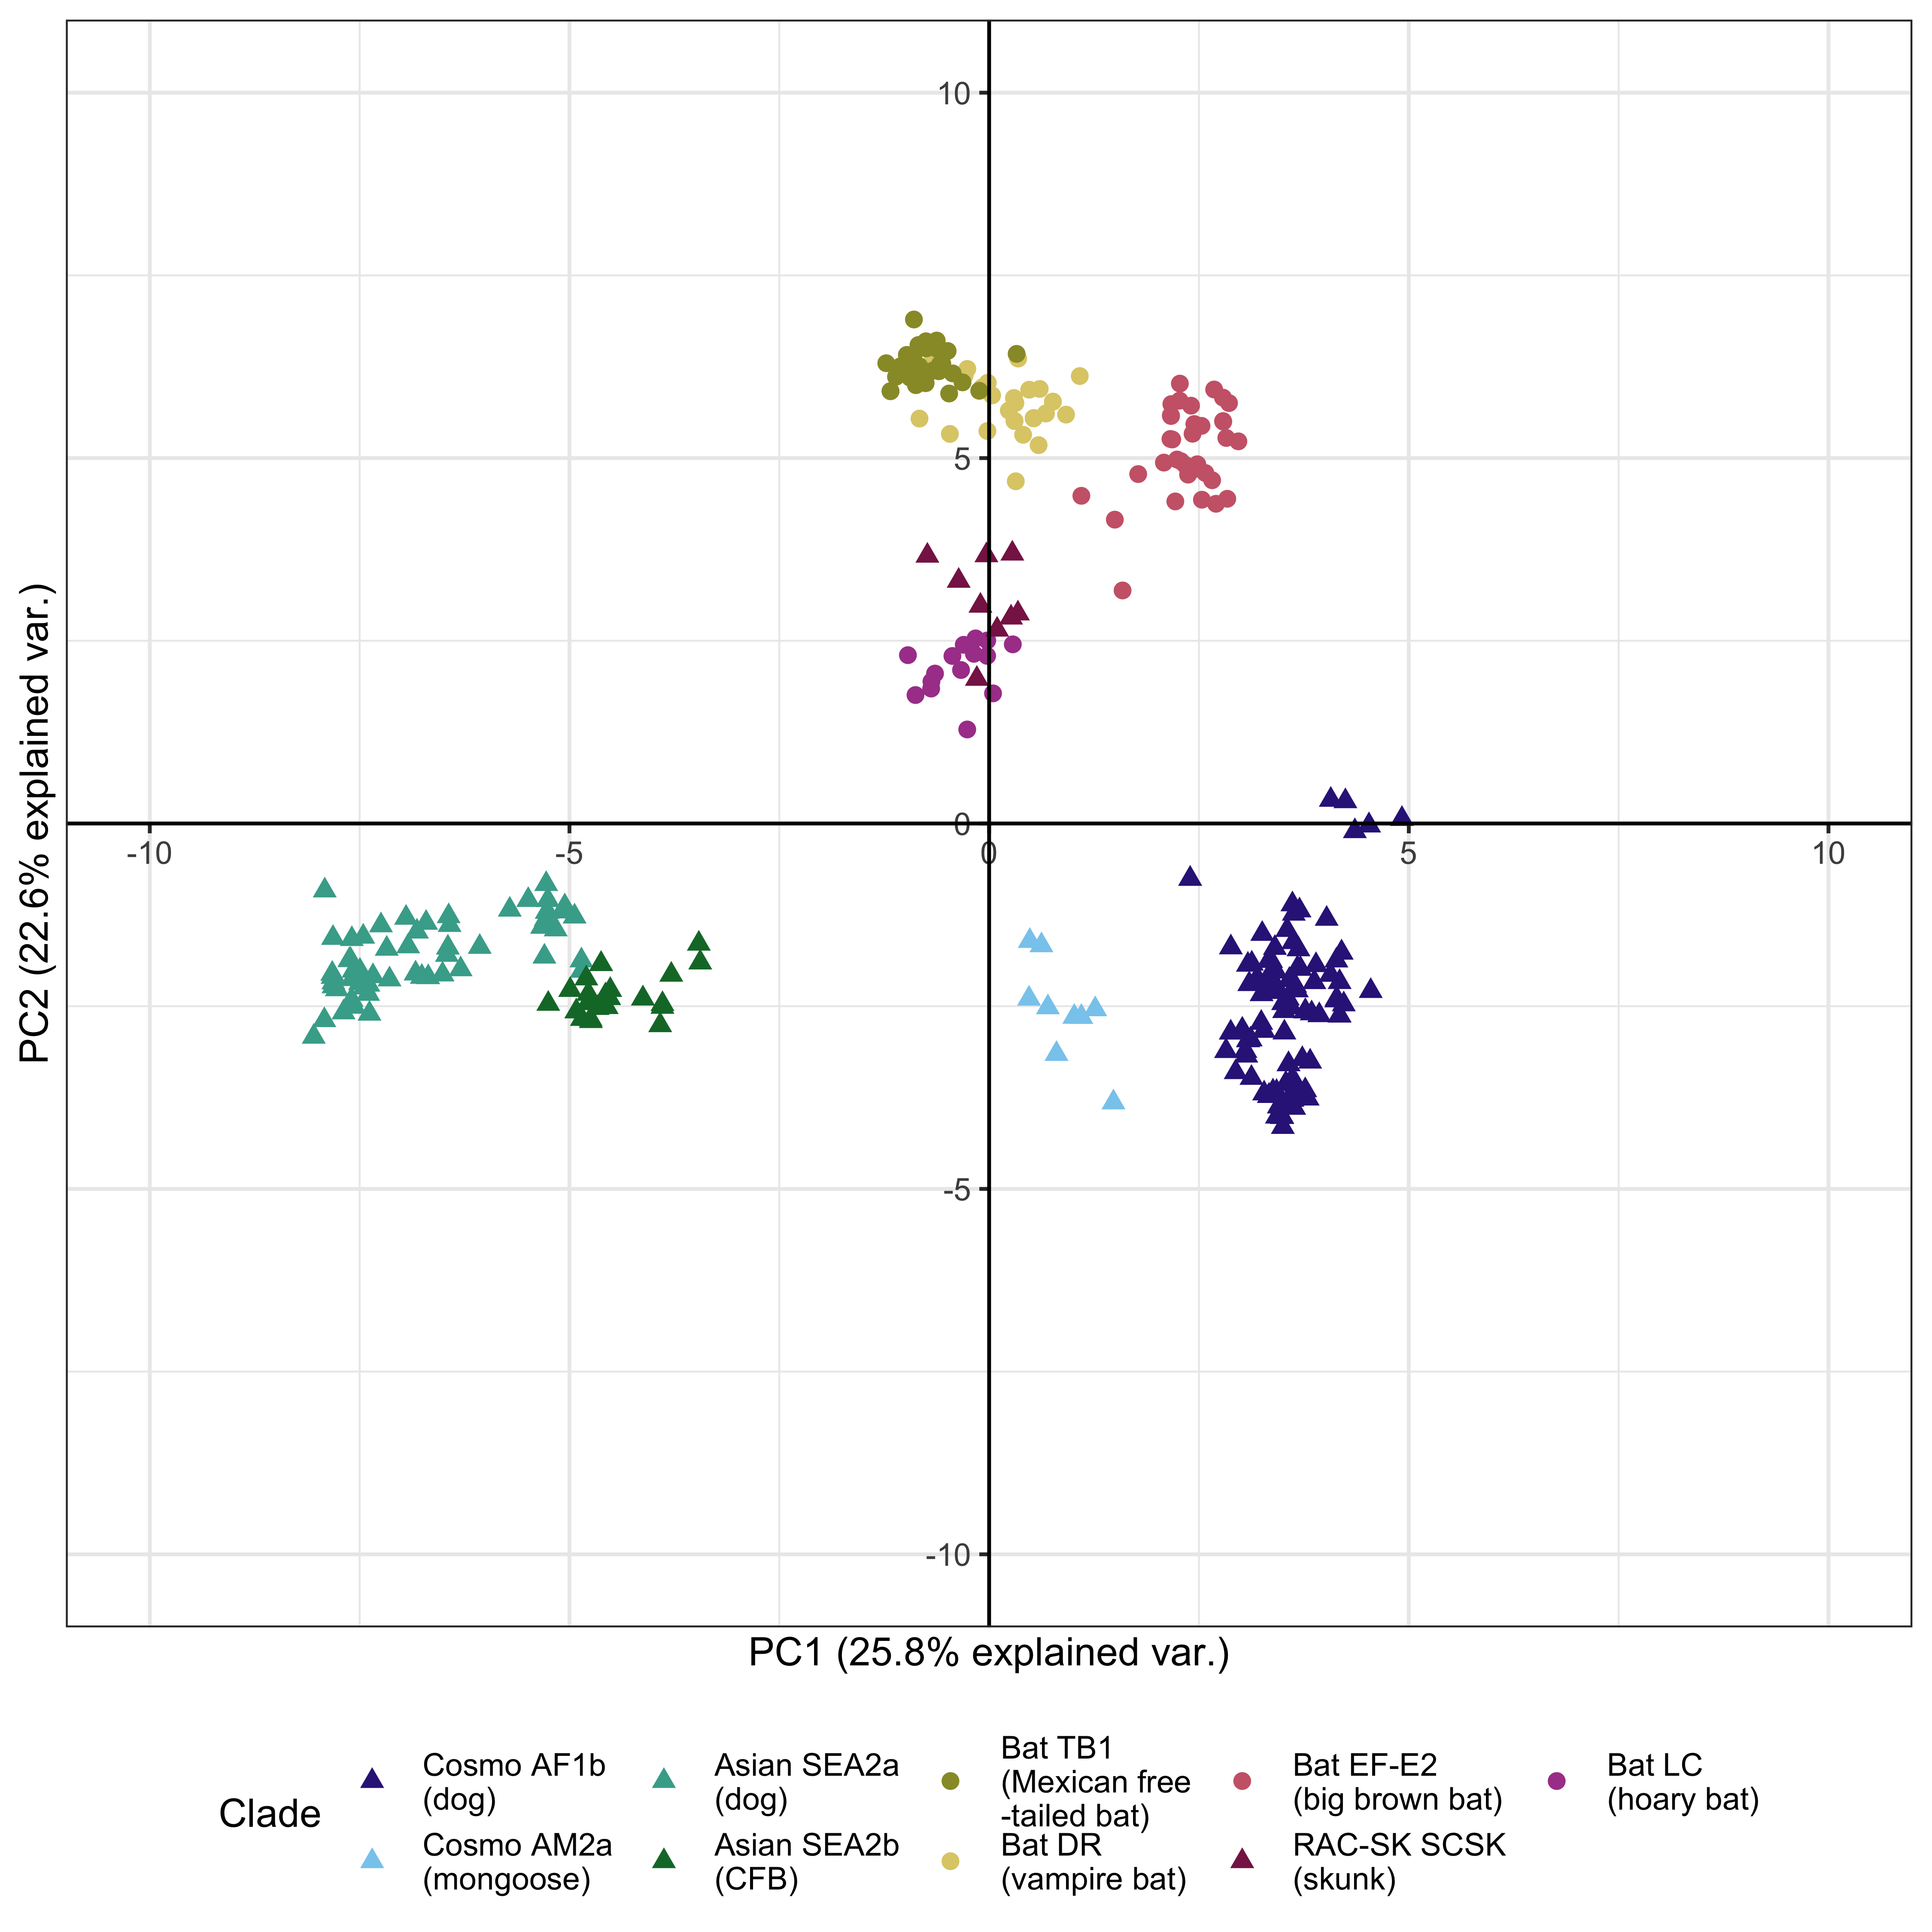 10
5
0
-10
-5
0
5
10
-5
-10
PC2 (22.6% explained var.)
PC1 (25.8% explained var.)
Clade
Cosmo AF1b
(dog)
Cosmo AM2a
(mongoose)
Asian SEA2a
(dog)
Asian SEA2b
(CFB)
Bat TB1
(Mexican free
-tailed bat)
Bat DR
(vampire bat)
Bat EF-E2
(big brown bat)
RAC-SK SCSK
(skunk)
Bat LC
(hoary bat)